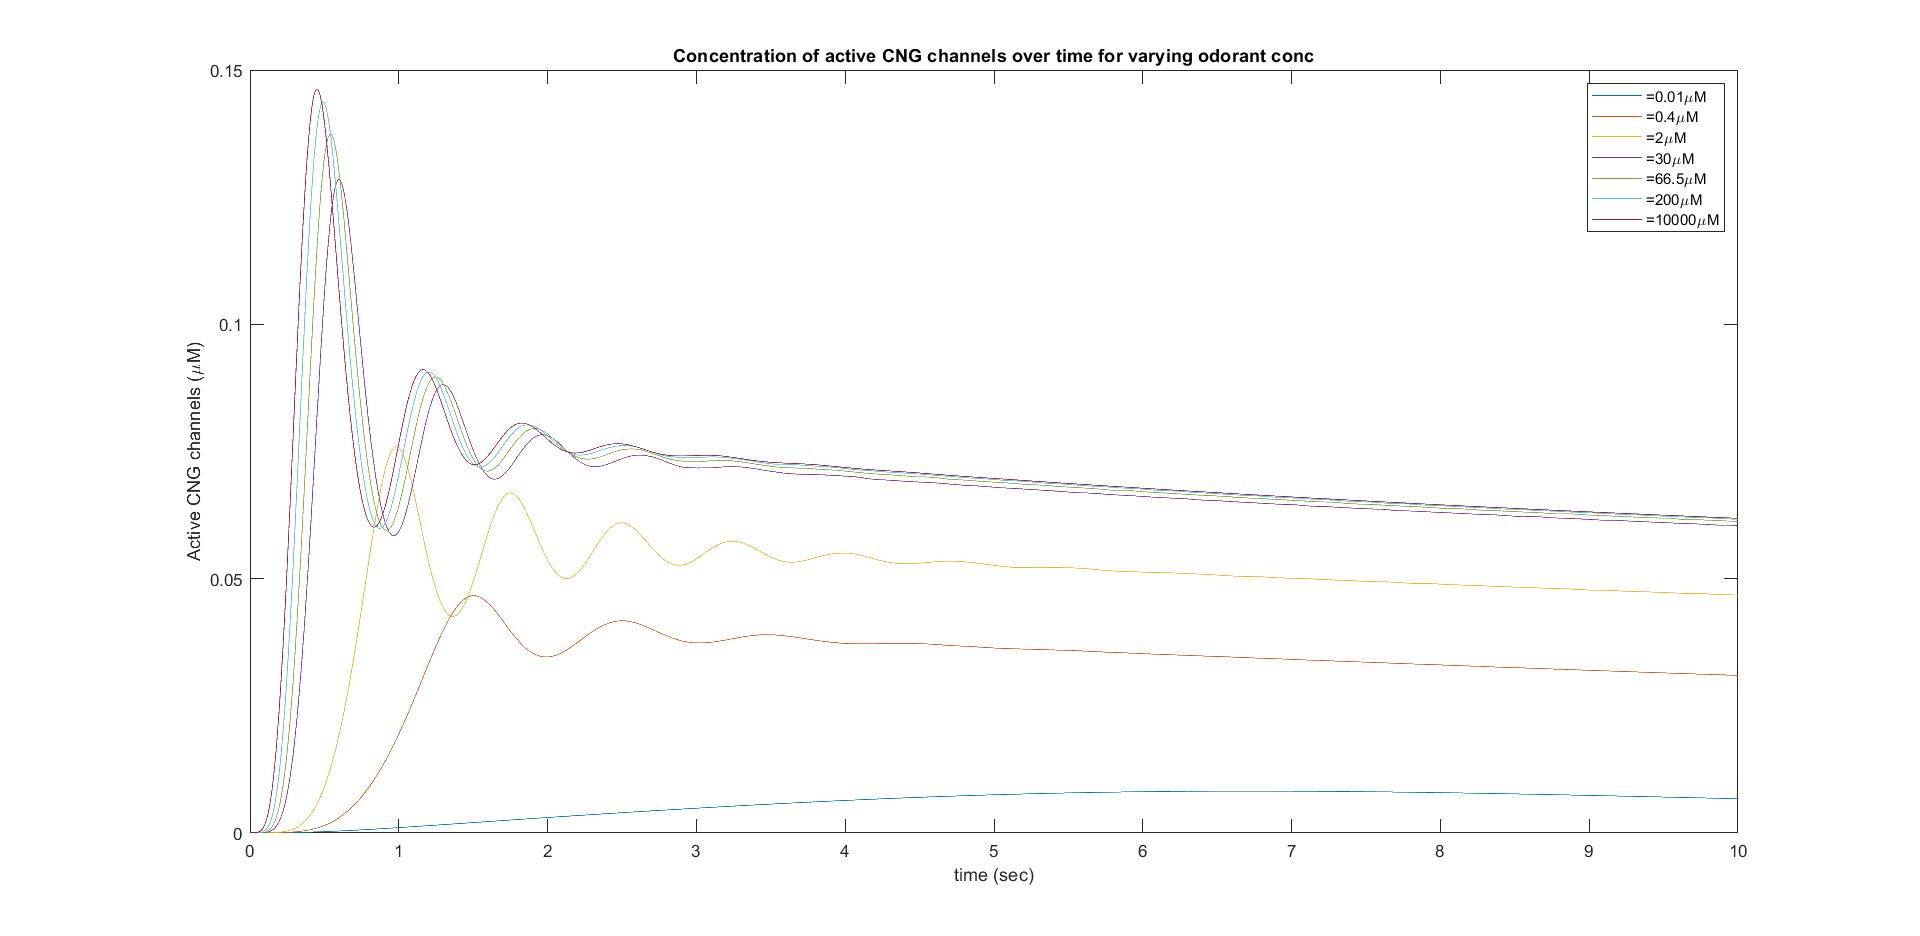 Concentration of active CNG channels over time for varying odorant conc
0.15
0.1
0.05
0
Active CNG channels (μM)
=0.01μM
=0.4μM
=2μM
=30μM
=66.5μM
=200μM
=10000μM
0 1 2 3 4 5 6 7 8 9 10
time (sec)